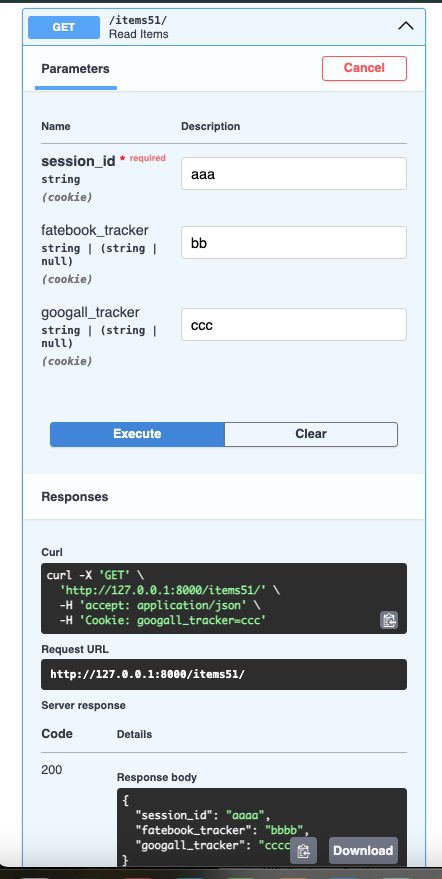 GET /items51/
Read Items
Parameters
Cancel
Name Description
session_id * required
string
(cookie)
aaa
fatebook_tracker
string | (string |
null)
(cookie)
bb
googall_tracker
string | (string |
null)
(cookie)
ccc
Execute Clear
Responses
Curl
curl -X 'GET' \
'http://127.0.0.1:8000/items51/' \
-H 'accept: application/json' \
-H 'Cookie: googall_tracker=ccc'
Request URL
http://127.0.0.1:8000/items51/
Server response
Code Details
200
Response body
{
"session_id": "aaaa",
"fatebook_tracker": "bbbb",
"googall_tracker": "cccc
}
Download